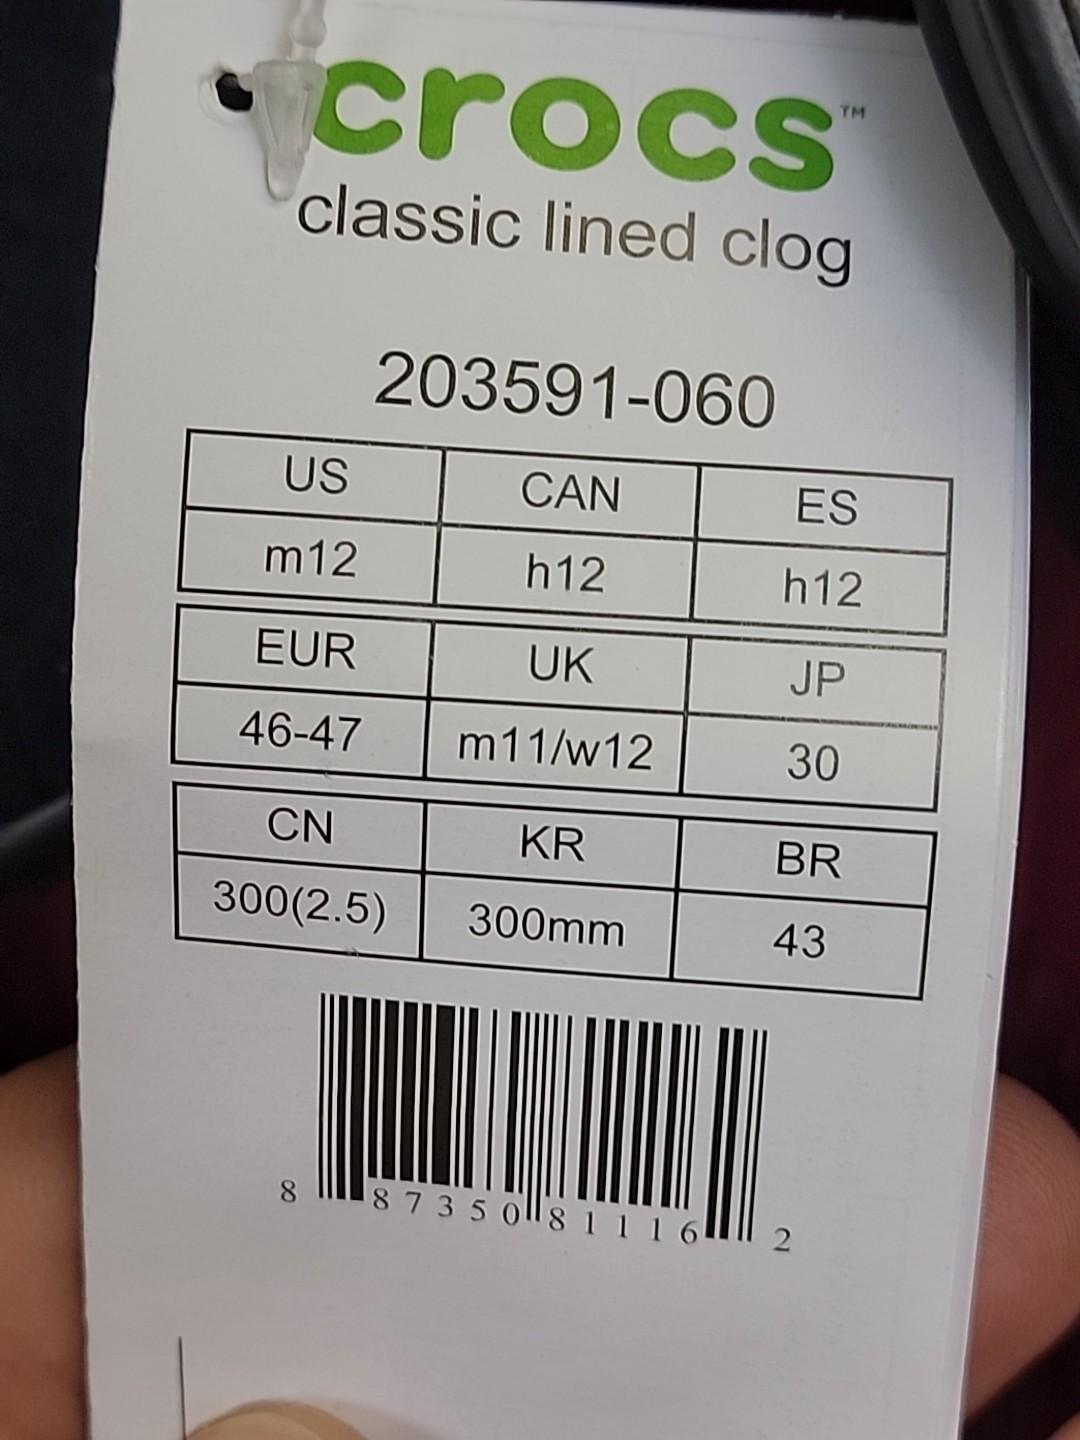 crocs™
classic lined clog
203591-060
US CAN ES
m12 h12 h12
EUR UK JP
46-47 m11/w12 30
CN KR BR
300(2.5) 300mm 43
8 87350 81116 2